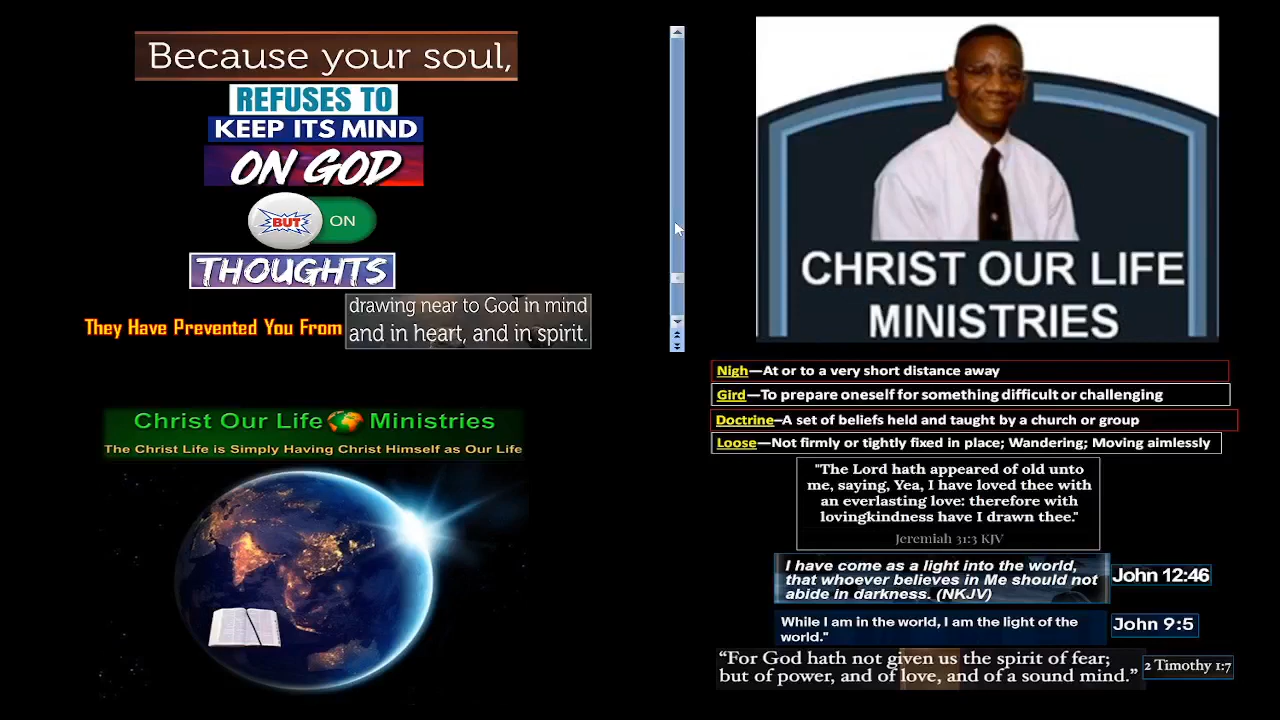 Because your soul,
REFUSES TO
KEEP ITS MIND
ON GOD
BUT ON
THOUGHTS
They Have Prevented You From
drawing near to God in mind
and in heart, and in spirit.
Christ Our Life Ministries
The Christ Life is Simply Having Christ Himself as Our Life
CHRIST OUR LIFE
MINISTRIES
Nigh—At or to a very short distance away
Gird—To prepare oneself for something difficult or challenging
Doctrine–A set of beliefs held and taught by a church or group
Loose—Not firmly or tightly fixed in place; Wandering; Moving aimlessly
"The Lord hath appeared of old unto
me, saying, Yea, I have loved thee with
an everlasting love: therefore with
lovingkindness have I drawn thee."
Jeremiah 31:3 KJV
I have come as a light into the world,
that whoever believes in Me should not
abide in darkness. (NKJV)
John 12:46
While I am in the world, I am the light of the
world."
John 9:5
“For God hath not given us the spirit of fear;
but of power, and of love, and of a sound mind.”
2 Timothy 1:7